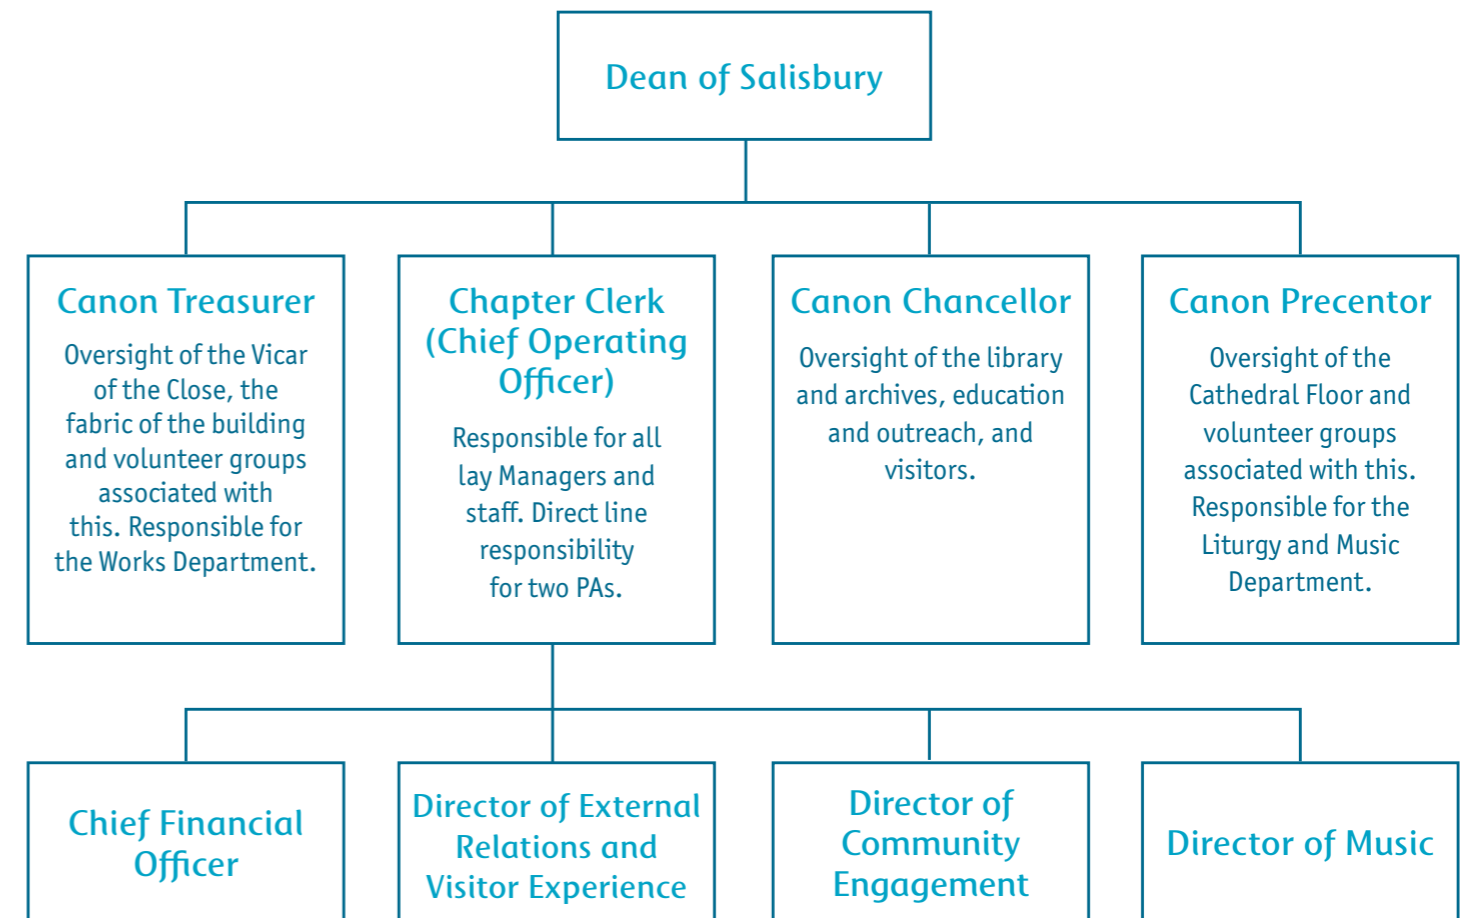 Dean of Salisbury
Canon Treasurer
Oversight of the Vicar
of the Close, the
fabric of the building
and volunteer groups
associated with
this. Responsible for
the Works Department.
Chapter Clerk
(Chief Operating
Officer)
Responsible for all
lay Managers and
staff. Direct line
responsibility
for two PAs.
Canon Chancellor
Oversight of the library
and archives, education
and outreach, and
visitors.
Canon Precentor
Oversight of the
Cathedral Floor and
volunteer groups
associated with this.
Responsible for the
Liturgy and Music
Department.
Chief Financial
Officer
Director of External
Relations and
Visitor Experience
Director of
Community
Engagement
Director of Music